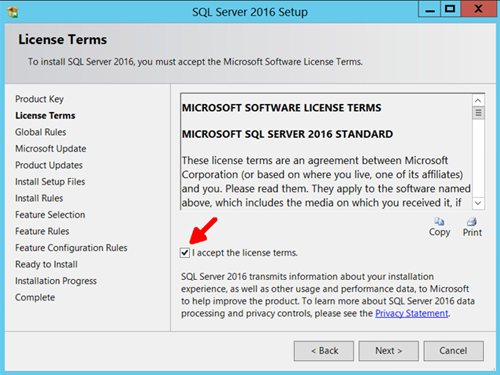 SQL Server 2016 Setup
License Terms
To install SQL Server 2016, you must accept the Microsoft Software License Terms.
Product Key
License Terms
Global Rules
Microsoft Update
Product Updates
Install Setup Files
Install Rules
Feature Selection
Feature Rules
Feature Configuration Rules
Ready to Install
Installation Progress
Complete
MICROSOFT SOFTWARE LICENSE TERMS
MICROSOFT SQL SERVER 2016 STANDARD
These license terms are an agreement between Microsoft
Corporation (or based on where you live, one of its affiliates)
and you. Please read them. They apply to the software named
above, which includes the media on which you received it, if
Copy Print
I accept the license terms.
SQL Server 2016 transmits information about your installation
experience, as well as other usage and performance data, to Microsoft
to help improve the product. To learn more about SQL Server 2016 data
processing and privacy controls, please see the Privacy Statement.
< Back Next > Cancel